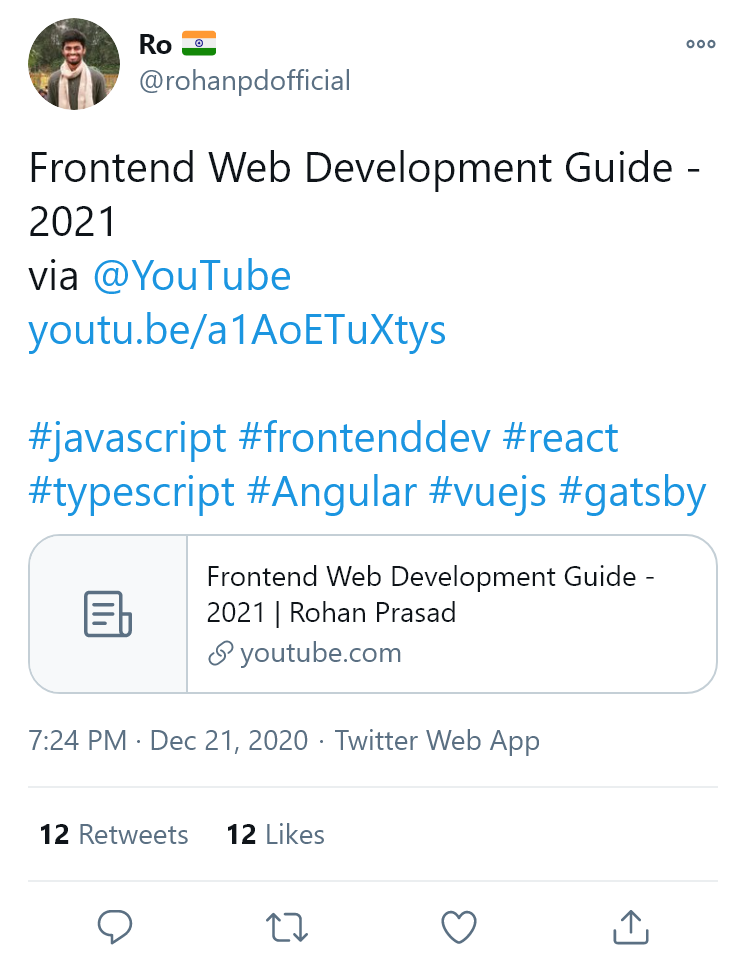 Ro
@rohanpdofficial
Frontend Web Development Guide -
2021
via @YouTube
youtu.be/a1AoETuXtys
#javascript #frontenddev #react
#typescript #Angular #vuejs #gatsby
Frontend Web Development Guide -
2021 | Rohan Prasad
youtube.com
7:24 PM · Dec 21, 2020 · Twitter Web App
12 Retweets 12 Likes